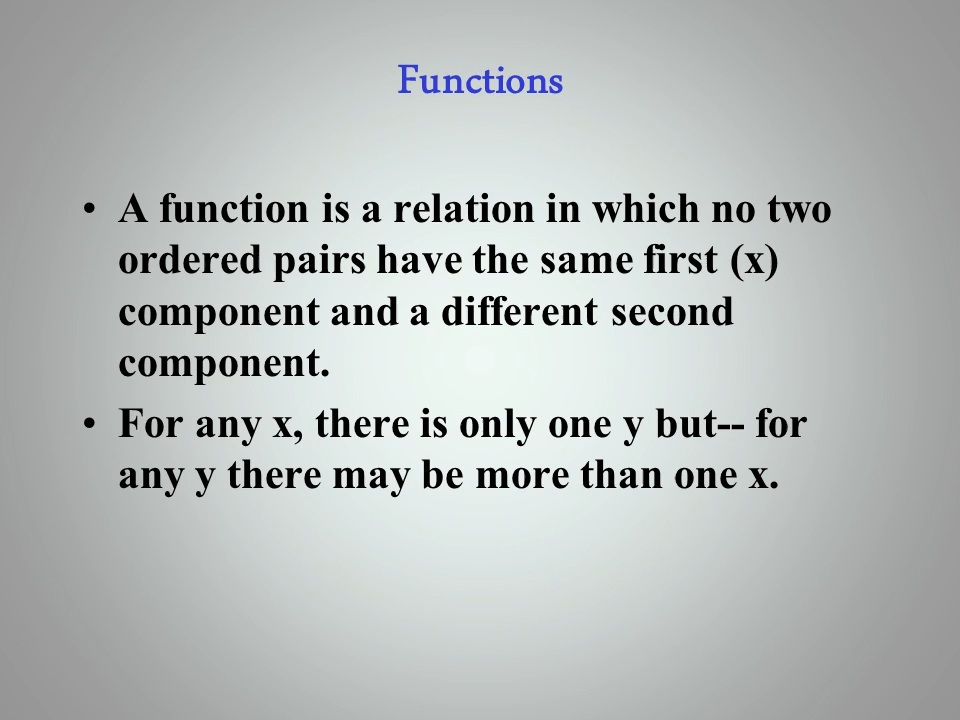 Functions
• A function is a relation in which no two
ordered pairs have the same first (x)
component and a different second
component.
• For any x, there is only one y but-- for
any y there may be more than one x.